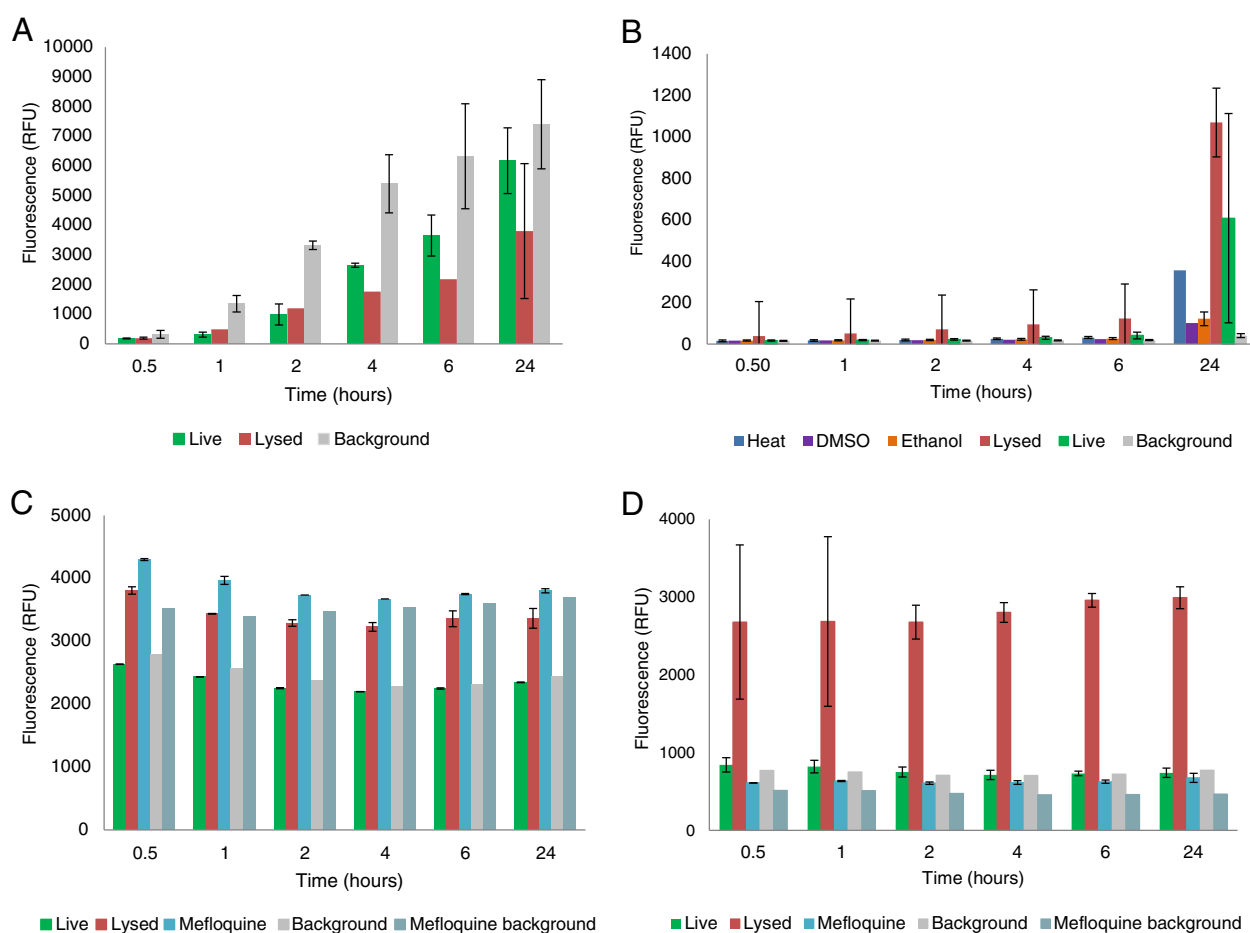 A
Fluorescence (RFU)
10000
9000
8000
7000
6000
5000
4000
3000
2000
1000
0
0.5 1 2 4 6 24
Time (hours)
Live Lysed Background
B
Fluorescence (RFU)
1400
1200
1000
800
600
400
200
0
0.50 1 2 4 6 24
Time (hours)
Heat DMSO Ethanol Lysed Live Background
C
Fluorescence (RFU)
5000
4000
3000
2000
1000
0
0.5 1 2 4 6 24
Time (hours)
Live Lysed Mefloquine Background Mefloquine background
D
Fluorescence (RFU)
4000
3000
2000
1000
0
0.5 1 2 4 6 24
Time (hours)
Live Lysed Mefloquine Background Mefloquine background